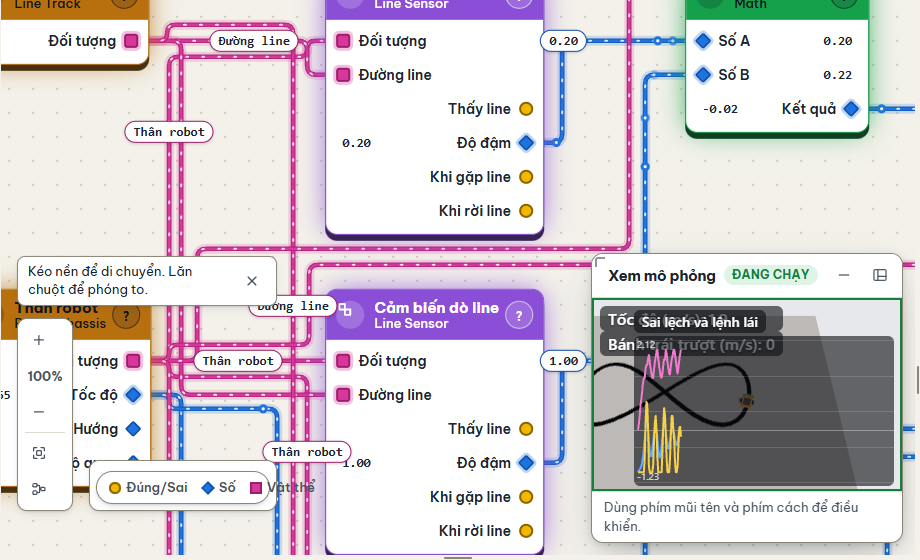 Line Track
Đối tượng
Đường line
Thân robot
Line Sensor
Đối tượng
Đường line
Thấy line
0.20
Độ đậm
Khi gặp line
Khi rời line
0.20
Math
Số A
0.20
Số B
0.22
-0.02
Kết quả
Kéo nền để di chuyển. Lăn
chuột để phóng to.
Thân robot
?
tượng
Tốc độ
Hướng
100%
Đúng/Sai
Số
Vật thể
Đường line
Thân robot
Thân robot
Cảm biến dò line
Line Sensor
?
Đối tượng
Đường line
Thấy line
1.00
Độ đậm
Khi gặp line
Khi rời line
1.00
Xem mô phỏng
ĐANG CHẠY
Tốc
Sai lệch và lệnh lái
trái trượt (m/s): 0
2.12
-1.23
Dùng phím mũi tên và phím cách để điều
khiển.